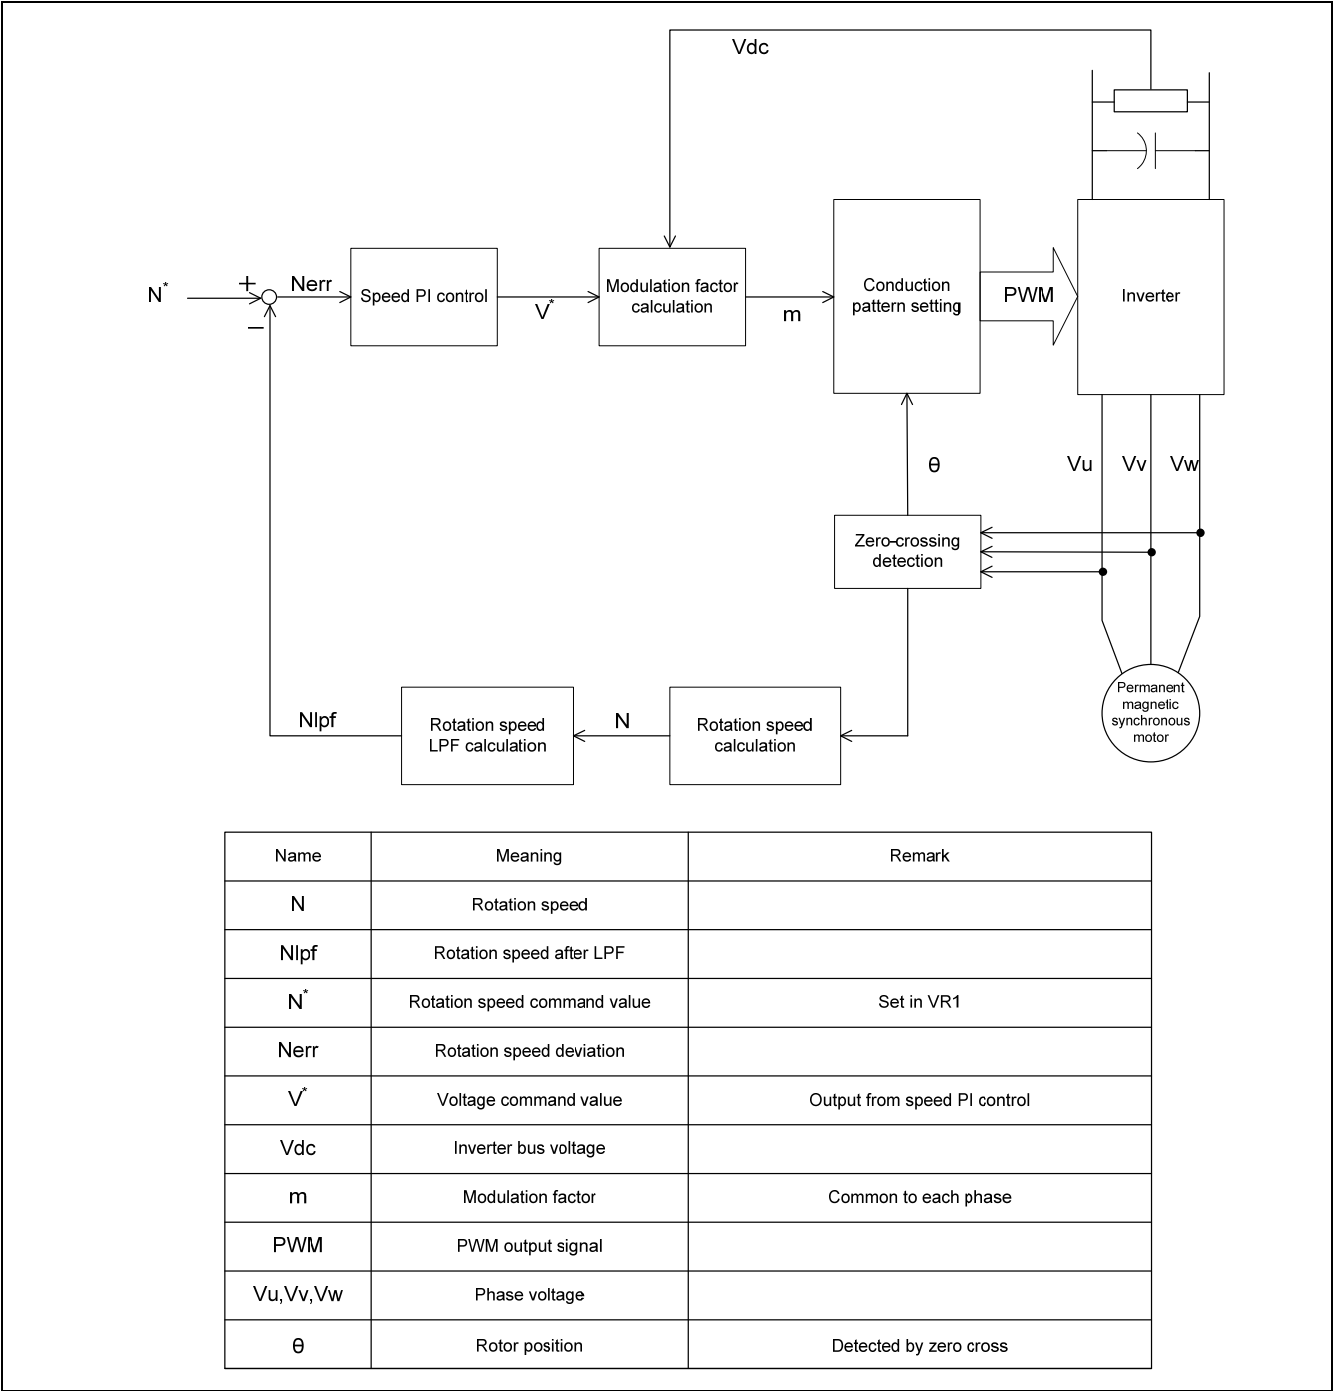 Vdc
N*
+
−
Nerr
Speed PI control
V*
Modulation factor
calculation
m
Conduction
pattern setting
PWM
Inverter
θ
Vu
Vv
Vw
Zero-crossing
detection
Permanent
magnetic
synchronous
motor
Nlpf
Rotation speed
LPF calculation
N
Rotation speed
calculation
Name Meaning Remark
N Rotation speed
Nlpf Rotation speed after LPF
N* Rotation speed command value Set in VR1
Nerr Rotation speed deviation
V* Voltage command value Output from speed PI control
Vdc Inverter bus voltage
m Modulation factor Common to each phase
PWM PWM output signal
Vu,Vv,Vw Phase voltage
θ Rotor position Detected by zero cross